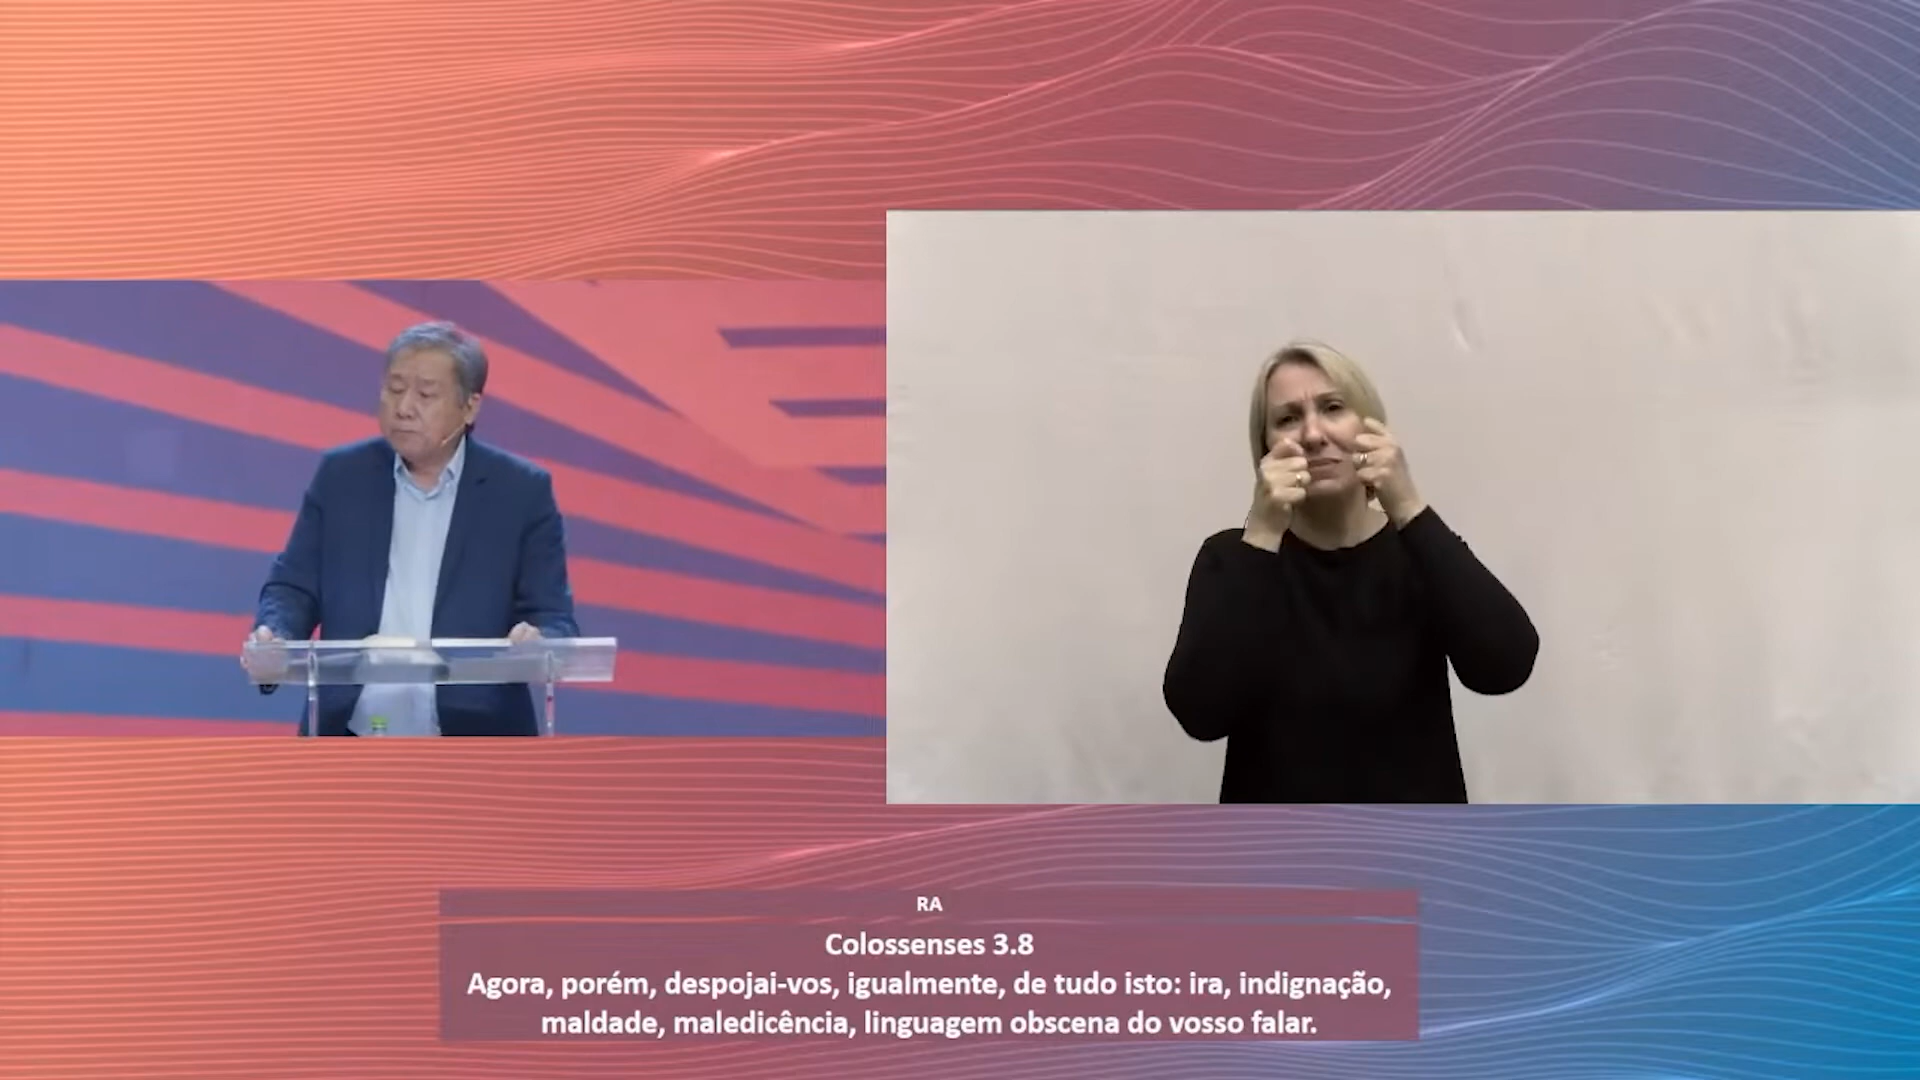 RA
Colossenses 3.8
Agora, porém, despojai-vos, igualmente, de tudo isto: ira, indignação,
maldade, maledicência, linguagem obscena do vosso falar.